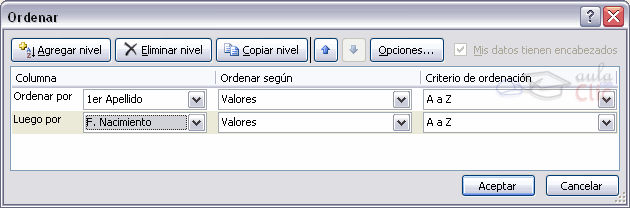 Ordenar
Agregar nivel Eliminar nivel Copiar nivel Opciones... Mis datos tienen encabezados
Columna Ordenar según Criterio de ordenación
Ordenar por 1er Apellido Valores A a Z
Luego por F. Nacimiento Valores A a Z
aula
Clic
Aceptar Cancelar